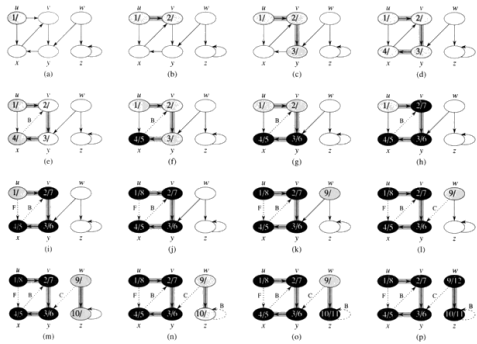 u v w u v w u v w u v w
1/ 1/ 2/ 1/ 2/ 1/ 2/
3/ 4/ 3/
x y z x y z x y z x y z
(a) (b) (c) (d)
u v w u v w u v w u v w
1/ 2/ 1/ 2/ 1/ 2/ 1/ 2/7
B B B B
4/ 3/ 4/5 3/ 4/5 3/6 4/5 3/6
x y z x y z x y z x y z
(e) (f) (g) (h)
u v w u v w u v w u v w
1/ 2/7 1/8 2/7 1/8 2/7 9/ 1/8 2/7 9/
F B F B F B F B C
4/5 3/6 4/5 3/6 4/5 3/6 4/5 3/6
x y z x y z x y z x y z
(i) (j) (k) (l)
u v w u v w u v w u v w
1/8 2/7 9/ 1/8 2/7 9/ 1/8 2/7 9/ 1/8 2/7 9/12
F B C F B C B F B C B F B C B
4/5 3/6 10/ 4/5 3/6 10/ 4/5 3/6 10/11 4/5 3/6 10/11
x y z x y z x y z x y z
(m) (n) (o) (p)